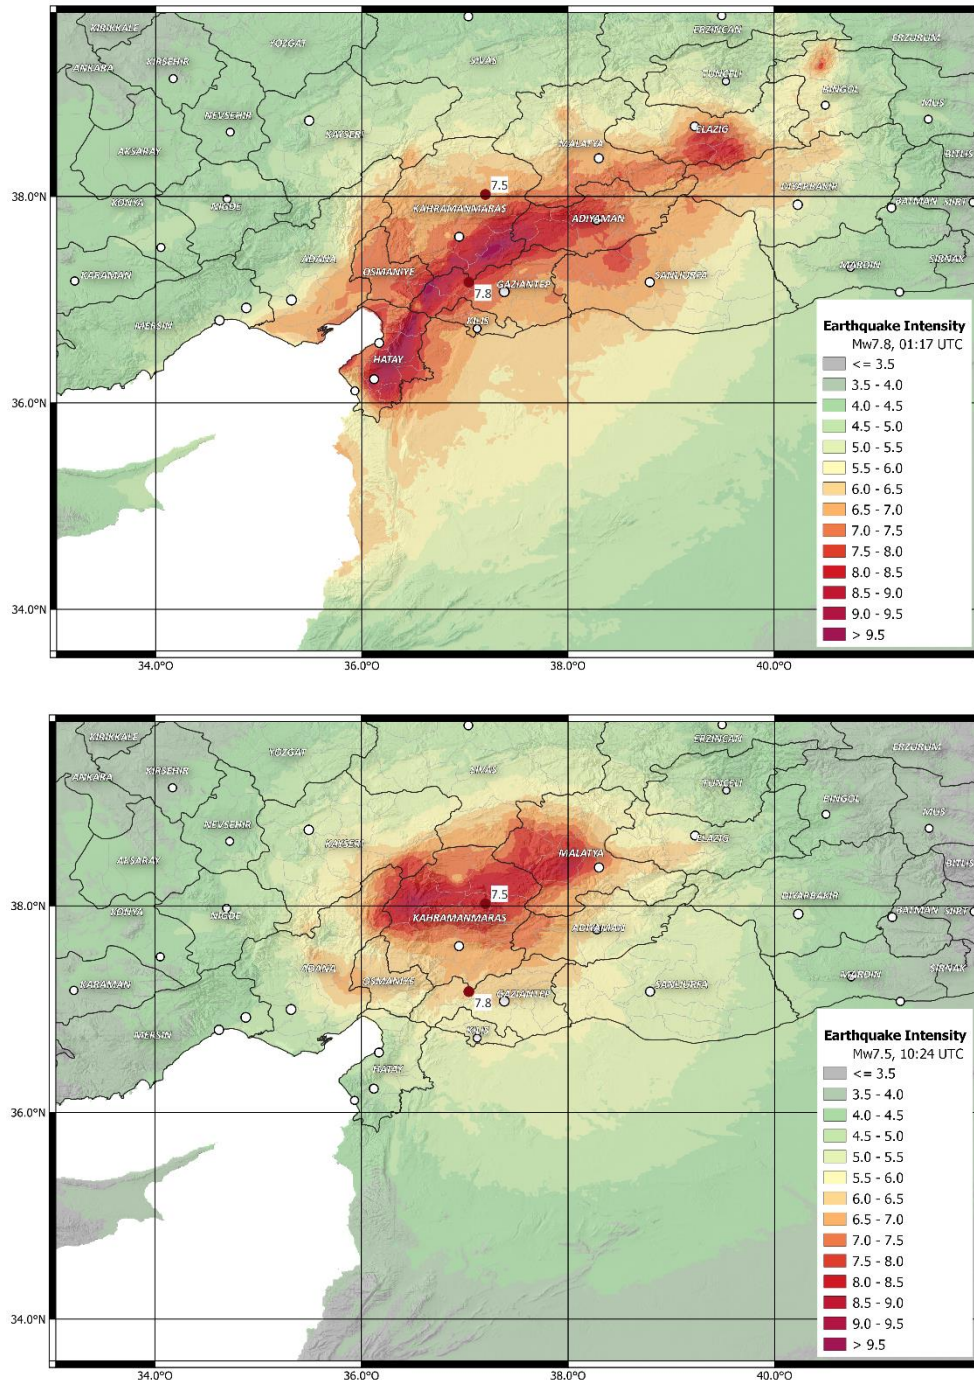 KIRIKKALE
YOZGAT
ERZINCAN
ERZURUM
ANKARA
KIRSEHIR
SIVAS
TUNCELI
BINGOL
MUS
NEVSEHIR
KAYSERI
AKSARAY
MALATYA
ELAZIG
BITLIS
38.0°N
7.5
DIYARBAKIR
KONYA
NIGDE
KAHRAMANMARAS
ADIYAMAN
BATMAN
SIIRT
ADANA
OSMANIYE
SANLIURFA
MARDIN
SIRNAK
KARAMAN
GAZIANTEP
7.8
MERSIN
KILIS
HATAY
36.0°N
34.0°N
Earthquake Intensity
Mw7.8, 01:17 UTC
<= 3.5
3.5 - 4.0
4.0 - 4.5
4.5 - 5.0
5.0 - 5.5
5.5 - 6.0
6.0 - 6.5
6.5 - 7.0
7.0 - 7.5
7.5 - 8.0
8.0 - 8.5
8.5 - 9.0
9.0 - 9.5
> 9.5
34.0°O
36.0°O
38.0°O
40.0°O
KIRIKKALE
YOZGAT
ERZINCAN
ERZURUM
ANKARA
KIRSEHIR
SIVAS
TUNCELI
BINGOL
MUS
NEVSEHIR
KAYSERI
ELAZIG
AKSARAY
MALATYA
BITLIS
38.0°N
7.5
DIYARBAKIR
KONYA
NIGDE
KAHRAMANMARAS
ADIYAMAN
BATMAN
SIIRT
ADANA
OSMANIYE
SANLIURFA
MARDIN
SIRNAK
KARAMAN
GAZIANTEP
7.8
MERSIN
KILIS
HATAY
36.0°N
34.0°N
Earthquake Intensity
Mw7.5, 10:24 UTC
<= 3.5
3.5 - 4.0
4.0 - 4.5
4.5 - 5.0
5.0 - 5.5
5.5 - 6.0
6.0 - 6.5
6.5 - 7.0
7.0 - 7.5
7.5 - 8.0
8.0 - 8.5
8.5 - 9.0
9.0 - 9.5
> 9.5
34.0°O
36.0°O
38.0°O
40.0°O